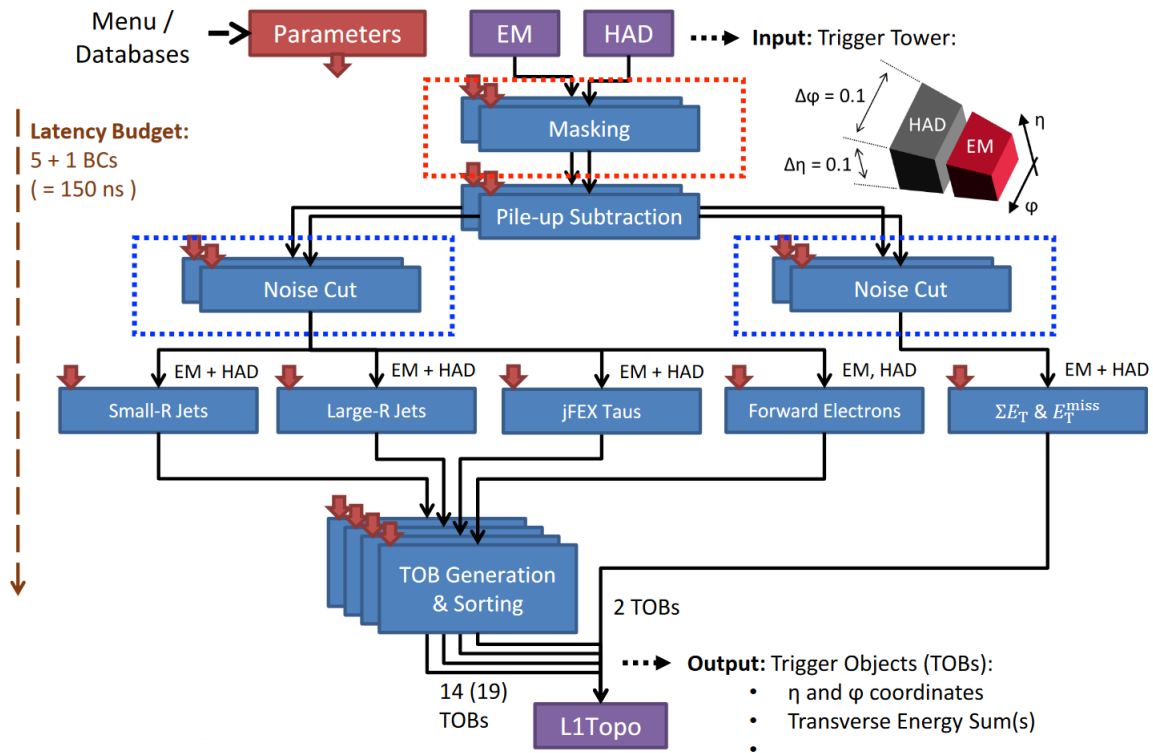 Menu /
Databases
Parameters
EM
HAD
Input: Trigger Tower:
Δφ = 0.1
HAD
EM
η
Δη = 0.1
φ
Masking
Latency Budget:
5 + 1 BCs
( = 150 ns )
Pile-up Subtraction
Noise Cut
Noise Cut
EM + HAD
EM + HAD
EM + HAD
EM, HAD
EM + HAD
Small-R Jets
Large-R Jets
jFEX Taus
Forward Electrons
ΣE_T & E_T^miss
TOB Generation
& Sorting
2 TOBs
14 (19)
TOBs
Output: Trigger Objects (TOBs):
• η and φ coordinates
• Transverse Energy Sum(s)
•
L1Topo